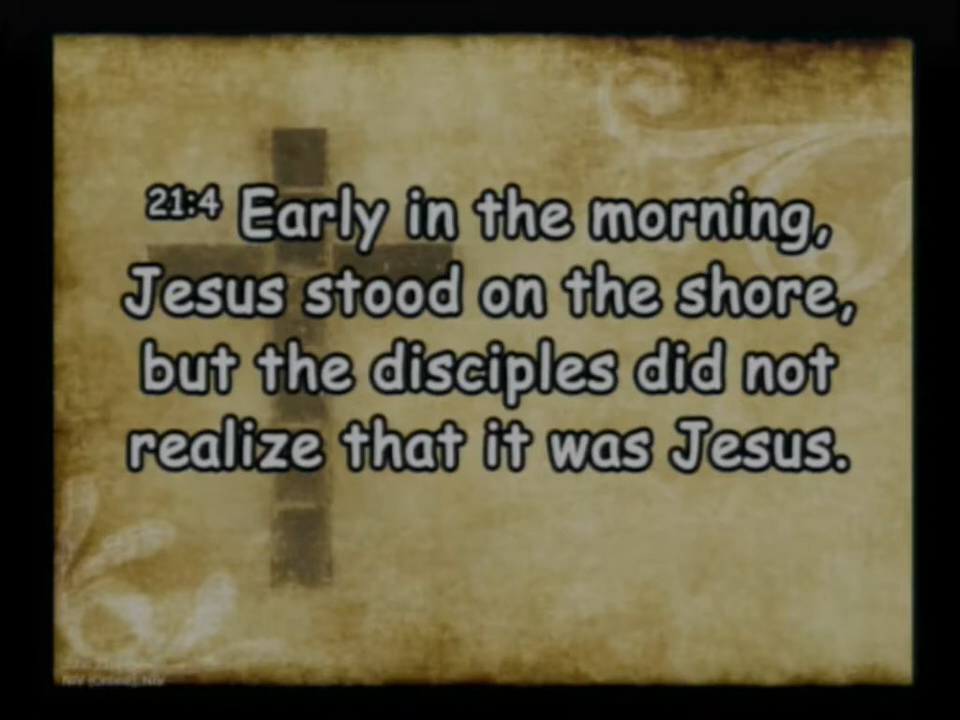 21:4 Early in the morning,
Jesus stood on the shore,
but the disciples did not
realize that it was Jesus.